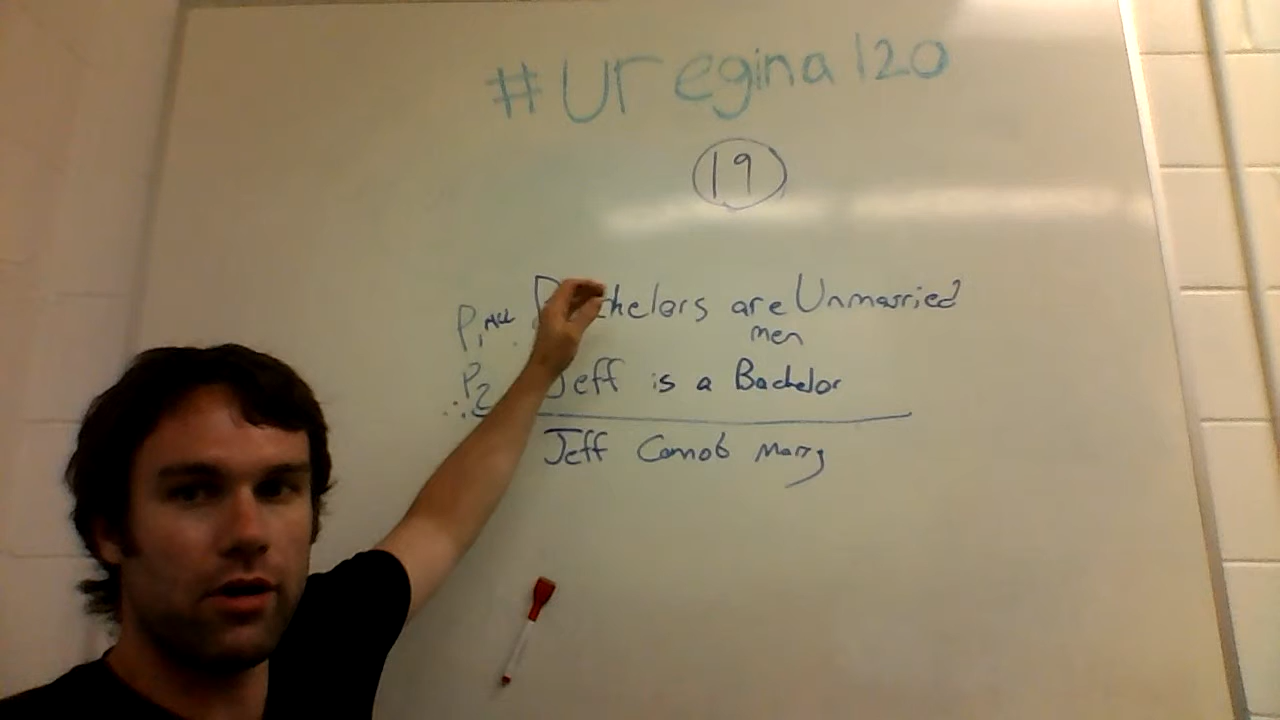 #Uregina120
19
P1 All Bachelors are Unmarried
men
P2 Jeff is a Bachelor
∴ Jeff Cannot Marry